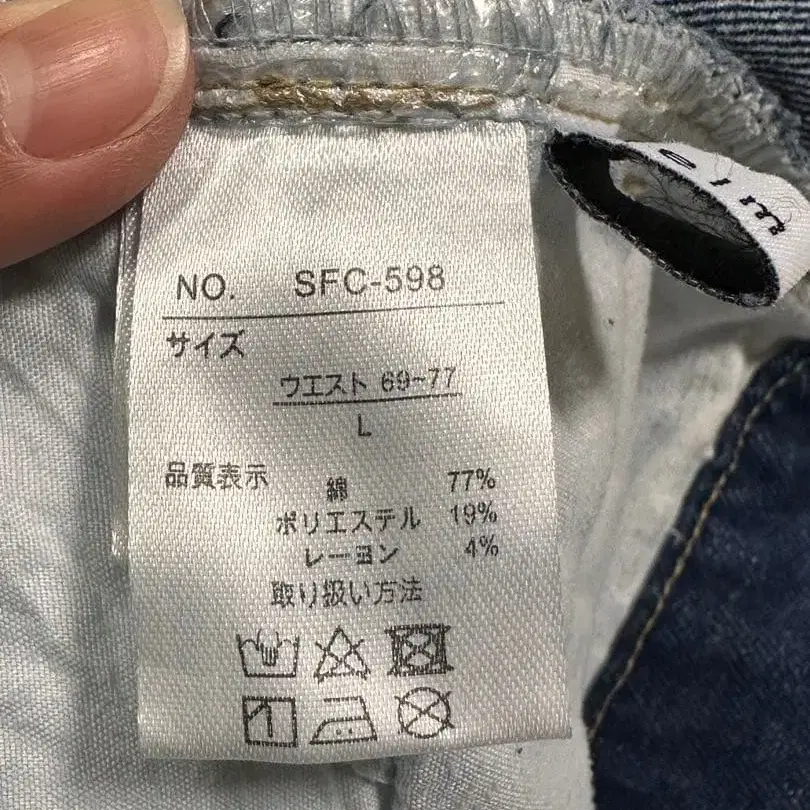 NO. SFC-598
サイズ
ウエスト 69~77
L
品質表示
綿 77%
ポリエステル 19%
レーヨン 4%
取り扱い方法